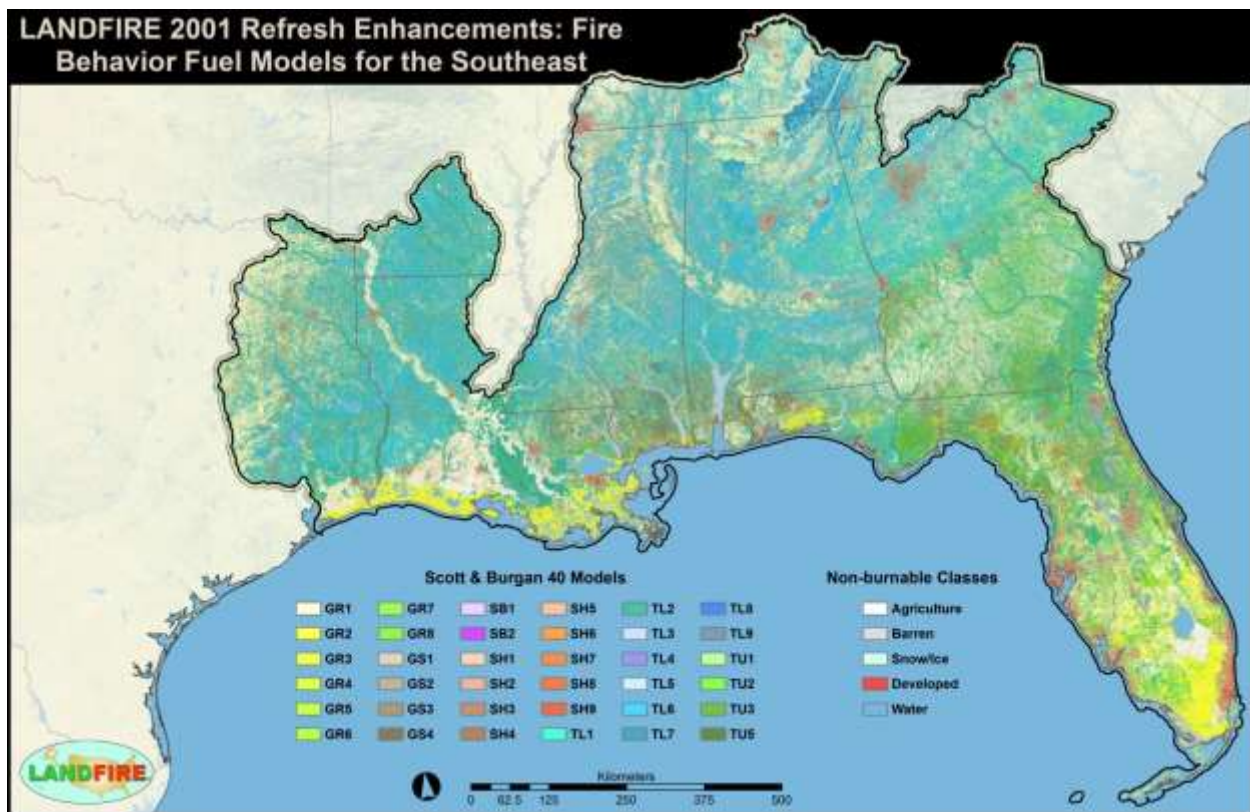 LANDFIRE 2001 Refresh Enhancements: Fire
Behavior Fuel Models for the Southeast
Scott & Burgan 40 Models
Non-burnable Classes
GR1 GR7 SB1 SH5 TL2 TL8
GR2 GR8 SB2 SH6 TL3 TL9
GR3 GS1 SH1 SH7 TL4 TU1
GR4 GS2 SH2 SH8 TL5 TU2
GR5 GS3 SH3 SH9 TL6 TU3
GR6 GS4 SH4 TL1 TL7 TU5
Agriculture
Barren
Snow/Ice
Developed
Water
Kilometers
0 62.5 125 250 375 500
LANDFIRE